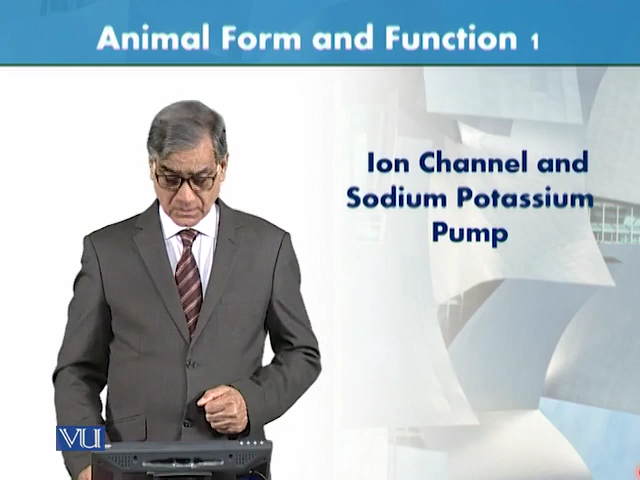 Animal Form and Function 1
Ion Channel and
Sodium Potassium
Pump
VU